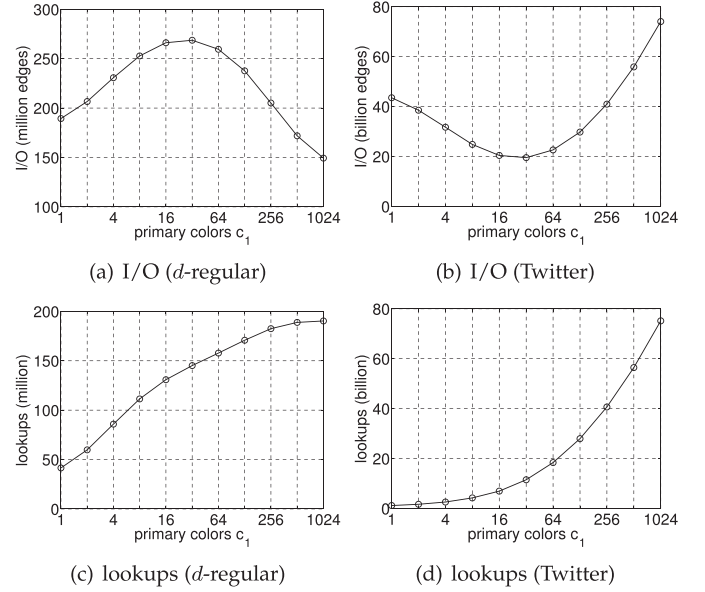 300
250
200
150
100
I/O (million edges)
1 4 16 64 256 1024
primary colors c1
(a) I/O (d-regular)
80
60
40
20
0
I/O (billion edges)
1 4 16 64 256 1024
primary colors c1
(b) I/O (Twitter)
200
150
100
50
0
lookups (million)
1 4 16 64 256 1024
primary colors c1
(c) lookups (d-regular)
80
60
40
20
0
lookups (billion)
1 4 16 64 256 1024
primary colors c1
(d) lookups (Twitter)